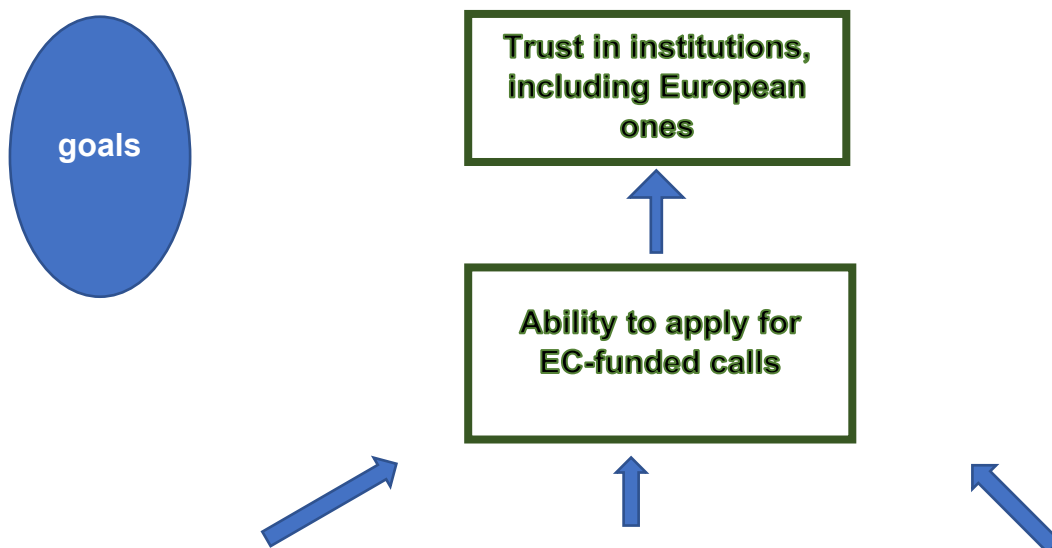 goals
Trust in institutions,
including European
ones
Ability to apply for
EC-funded calls